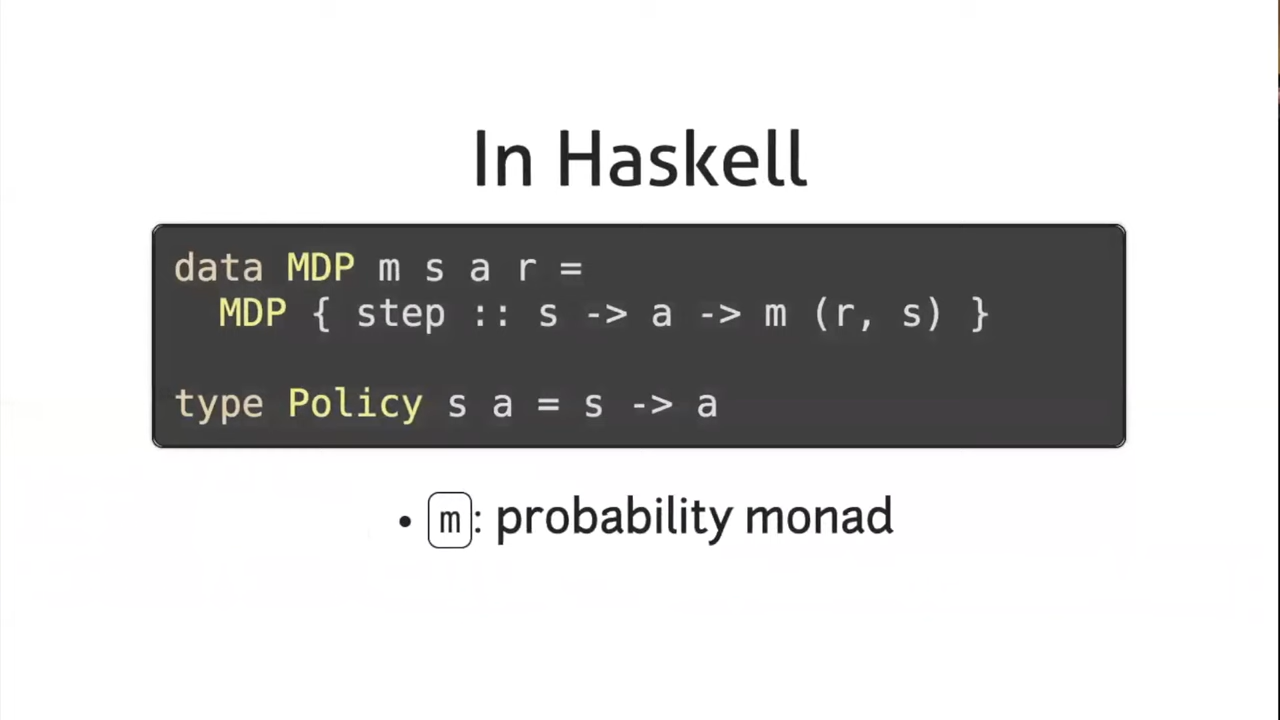 In Haskell
data MDP m s a r =
MDP { step :: s -> a -> m (r, s) }
type Policy s a = s -> a
• m: probability monad